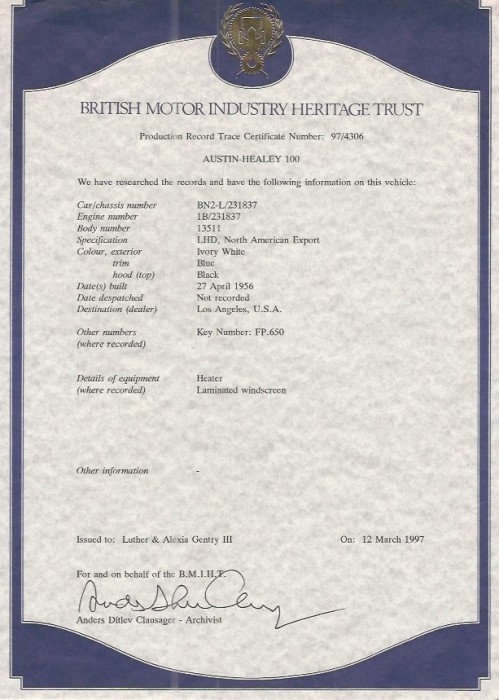 BRITISH MOTOR INDUSTRY HERITAGE TRUST
Production Record Trace Certificate Number: 97/4306
AUSTIN-HEALEY 100
We have researched the records and have the following information on this vehicle:
Car/chassis number BN2-L/231837
Engine number 1B/231837
Body number 13511
Specification LHD, North American Export
Colour, exterior Ivory White
trim Blue
hood (top) Black
Date(s) built 27 April 1956
Date despatched Not recorded
Destination (dealer) Los Angeles, U.S.A.
Other numbers Key Number: FP.650
(where recorded)
Details of equipment Heater
(where recorded) Laminated windscreen
Other information -
Issued to: Luther & Alexia Gentry III On: 12 March 1997
For and on behalf of the B.M.I.H.T.
Anders Ditlev Clausager - Archivist